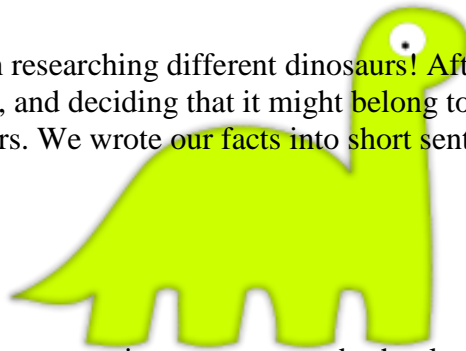 researching different dinosaurs! Aft
, and deciding that it might belong to
rs. We wrote our facts into short sent